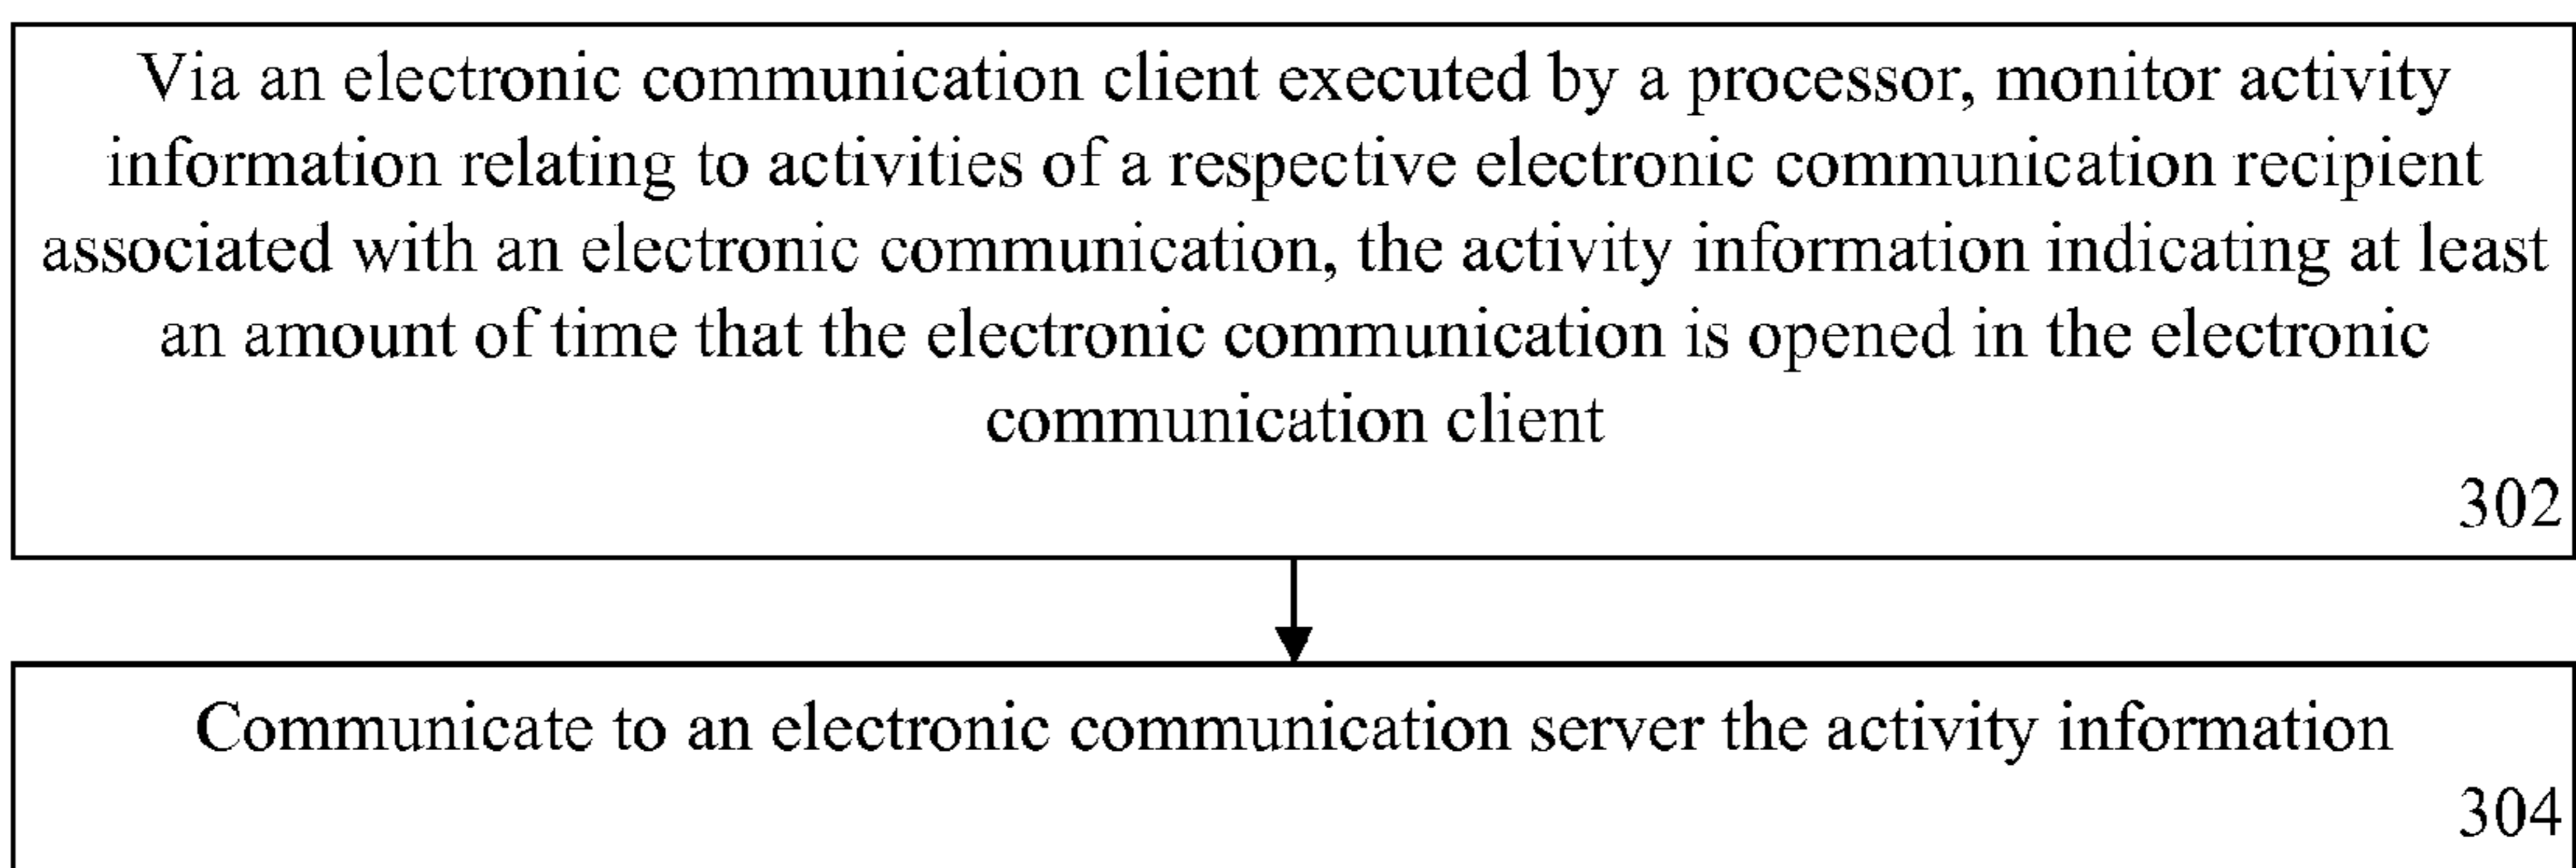 Via an electronic communication client executed by a processor, monitor activity
information relating to activities of a respective electronic communication recipient
associated with an electronic communication, the activity information indicating at least
an amount of time that the electronic communication is opened in the electronic
communication client
302
Communicate to an electronic communication server the activity information
304